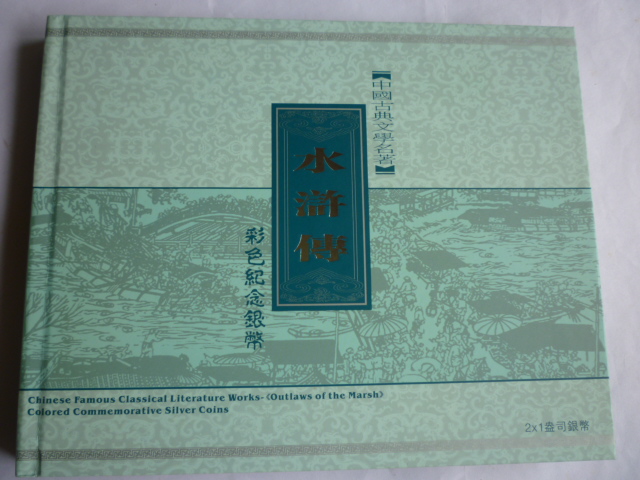 【中國古典文學名著】
水滸傳
彩色紀念銀幣
Chinese Famous Classical Literature Works-《Outlaws of the Marsh》
Colored Commemorative Silver Coins
2x1盎司銀幣